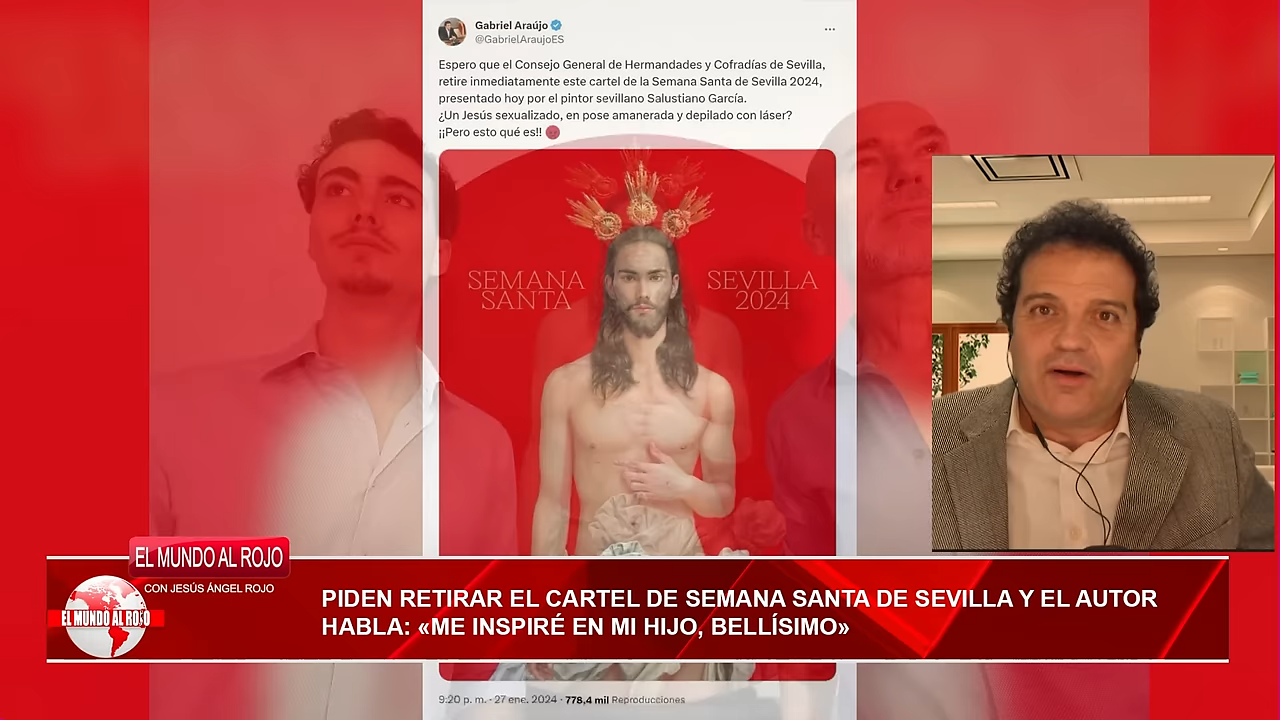 Gabriel Araújo
@GabrielAraujoES
Espero que el Consejo General de Hermandades y Cofradías de Sevilla,
retire inmediatamente este cartel de la Semana Santa de Sevilla 2024,
presentado hoy por el pintor sevillano Salustiano García.
¿Un Jesús sexualizado, en pose amanerada y depilado con láser?
¡¡Pero esto qué es!! 😡
SEMANA
SANTA
SEVILLA
2024
EL MUNDO AL ROJO
CON JESÚS ÁNGEL ROJO
EL MUNDO AL ROJO
PIDEN RETIRAR EL CARTEL DE SEMANA SANTA DE SEVILLA Y EL AUTOR
HABLA: «ME INSPIRÉ EN MI HIJO, BELLÍSIMO»
9:20 p. m. · 27 ene. 2024 · 778,4 mil Reproducciones